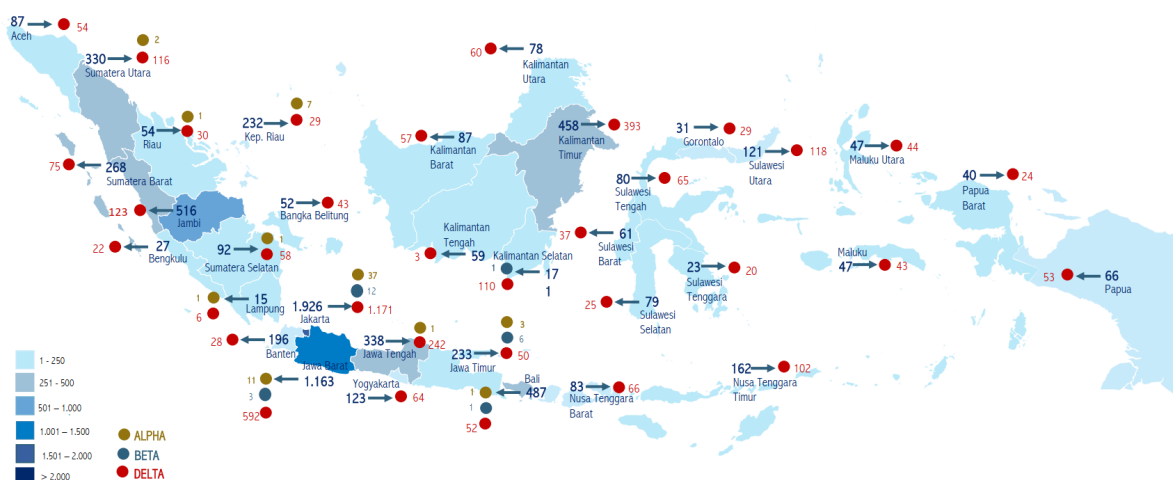 87
54
Aceh
2
330
116
Sumatera Utara
1
54
30
Riau
7
232
29
Kep. Riau
75
268
Sumatera Barat
123
516
Jambi
22
27
Bengkulu
52
43
Bangka Belitung
1
92
58
Sumatera Selatan
1
15
Lampung
6
37
12
1.926
1.171
Jakarta
28
196
Banten
Jawa Barat
11
1.163
3
592
1
338
242
Jawa Tengah
Yogyakarta
123
64
3
6
233
50
Jawa Timur
Bali
1
487
1
52
60
78
Kalimantan
Utara
57
87
Kalimantan
Barat
458
393
Kalimantan
Timur
Kalimantan
Tengah
3
59
Kalimantan Selatan
1
17
110
1
31
29
Gorontalo
121
118
Sulawesi
Utara
80
65
Sulawesi
Tengah
37
61
Sulawesi
Barat
23
20
Sulawesi
Tenggara
25
79
Sulawesi
Selatan
47
44
Maluku Utara
Maluku
47
43
40
24
Papua
Barat
53
66
Papua
83
66
Nusa Tenggara
Barat
162
102
Nusa Tenggara
Timur
1 - 250
251 - 500
501 – 1.000
1.001 – 1.500
1.501 – 2.000
> 2.000
ALPHA
BETA
DELTA